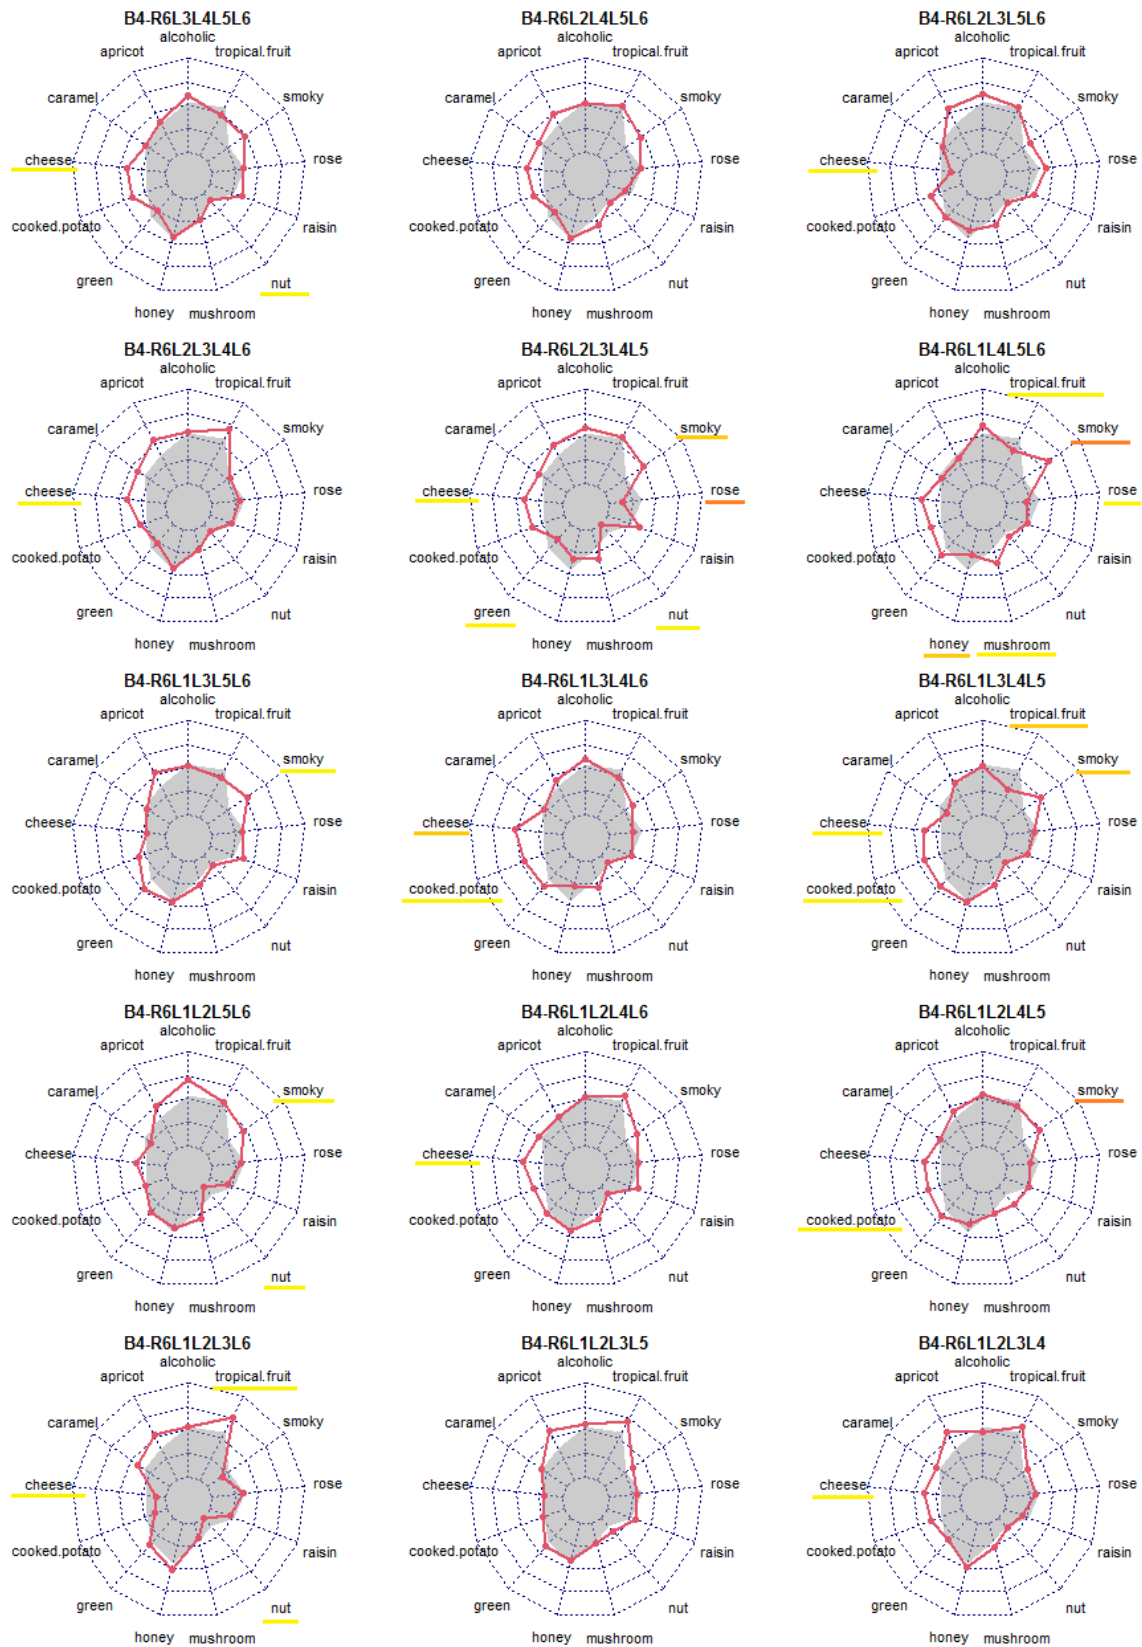 B4-R6L3L4L5L6
alcoholic
apricot tropical.fruit
caramel smoky
cheese rose
cooked.potato raisin
green nut
honey mushroom
B4-R6L2L4L5L6
alcoholic
apricot tropical.fruit
caramel smoky
cheese rose
cooked.potato raisin
green nut
honey mushroom
B4-R6L2L3L5L6
alcoholic
apricot tropical.fruit
caramel smoky
cheese rose
cooked.potato raisin
green nut
honey mushroom
B4-R6L2L3L4L6
alcoholic
apricot tropical.fruit
caramel smoky
cheese rose
cooked.potato raisin
green nut
honey mushroom
B4-R6L2L3L4L5
alcoholic
apricot tropical.fruit
caramel smoky
cheese rose
cooked.potato raisin
green nut
honey mushroom
B4-R6L1L4L5L6
alcoholic
apricot tropical.fruit
caramel smoky
cheese rose
cooked.potato raisin
green nut
honey mushroom
B4-R6L1L3L5L6
alcoholic
apricot tropical.fruit
caramel smoky
cheese rose
cooked.potato raisin
green nut
honey mushroom
B4-R6L1L3L4L6
alcoholic
apricot tropical.fruit
caramel smoky
cheese rose
cooked.potato raisin
green nut
honey mushroom
B4-R6L1L3L4L5
alcoholic
apricot tropical.fruit
caramel smoky
cheese rose
cooked.potato raisin
green nut
honey mushroom
B4-R6L1L2L5L6
alcoholic
apricot tropical.fruit
caramel smoky
cheese rose
cooked.potato raisin
green nut
honey mushroom
B4-R6L1L2L4L6
alcoholic
apricot tropical.fruit
caramel smoky
cheese rose
cooked.potato raisin
green nut
honey mushroom
B4-R6L1L2L4L5
alcoholic
apricot tropical.fruit
caramel smoky
cheese rose
cooked.potato raisin
green nut
honey mushroom
B4-R6L1L2L3L6
alcoholic
apricot tropical.fruit
caramel smoky
cheese rose
cooked.potato raisin
green nut
honey mushroom
B4-R6L1L2L3L5
alcoholic
apricot tropical.fruit
caramel smoky
cheese rose
cooked.potato raisin
green nut
honey mushroom
B4-R6L1L2L3L4
alcoholic
apricot tropical.fruit
caramel smoky
cheese rose
cooked.potato raisin
green nut
honey mushroom